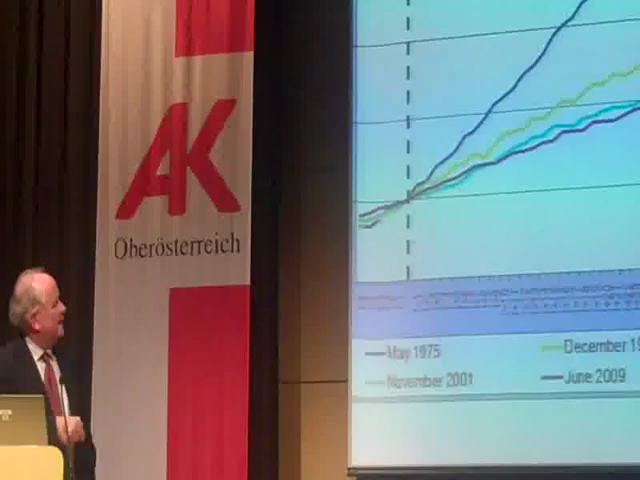 AK
Oberösterreich
May 1975
December 19
November 2001
June 2009